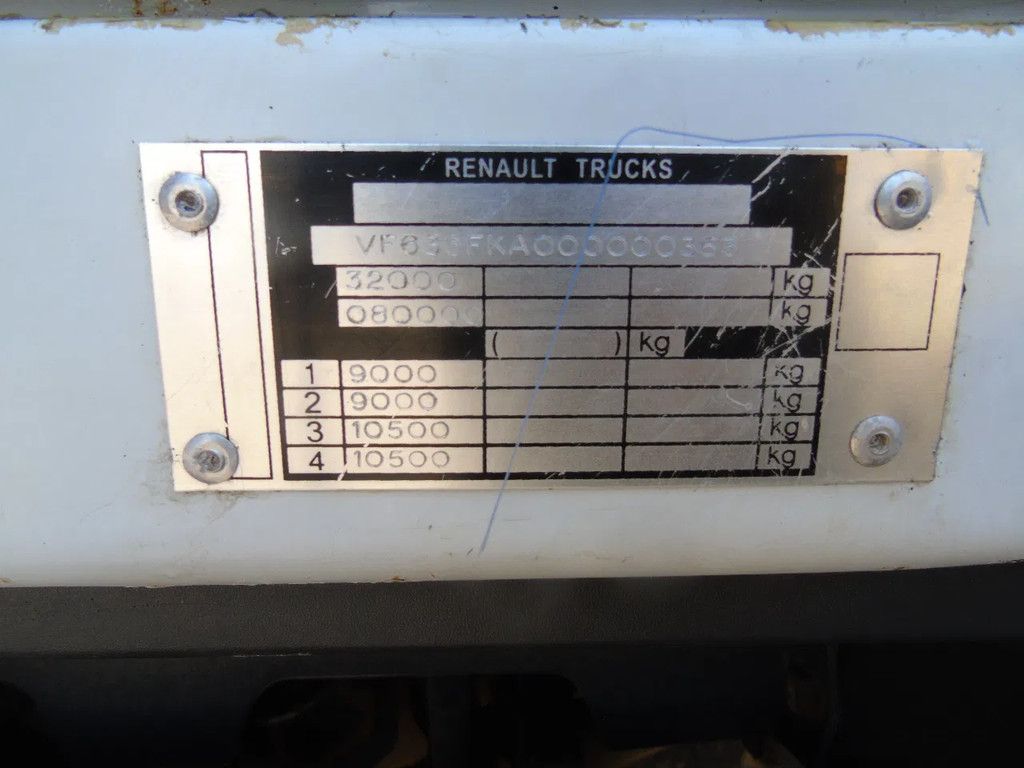 RENAULT TRUCKS
32000 kg
080000 kg
( ) kg
1 9000 kg
2 9000 kg
3 10500 kg
4 10500 kg